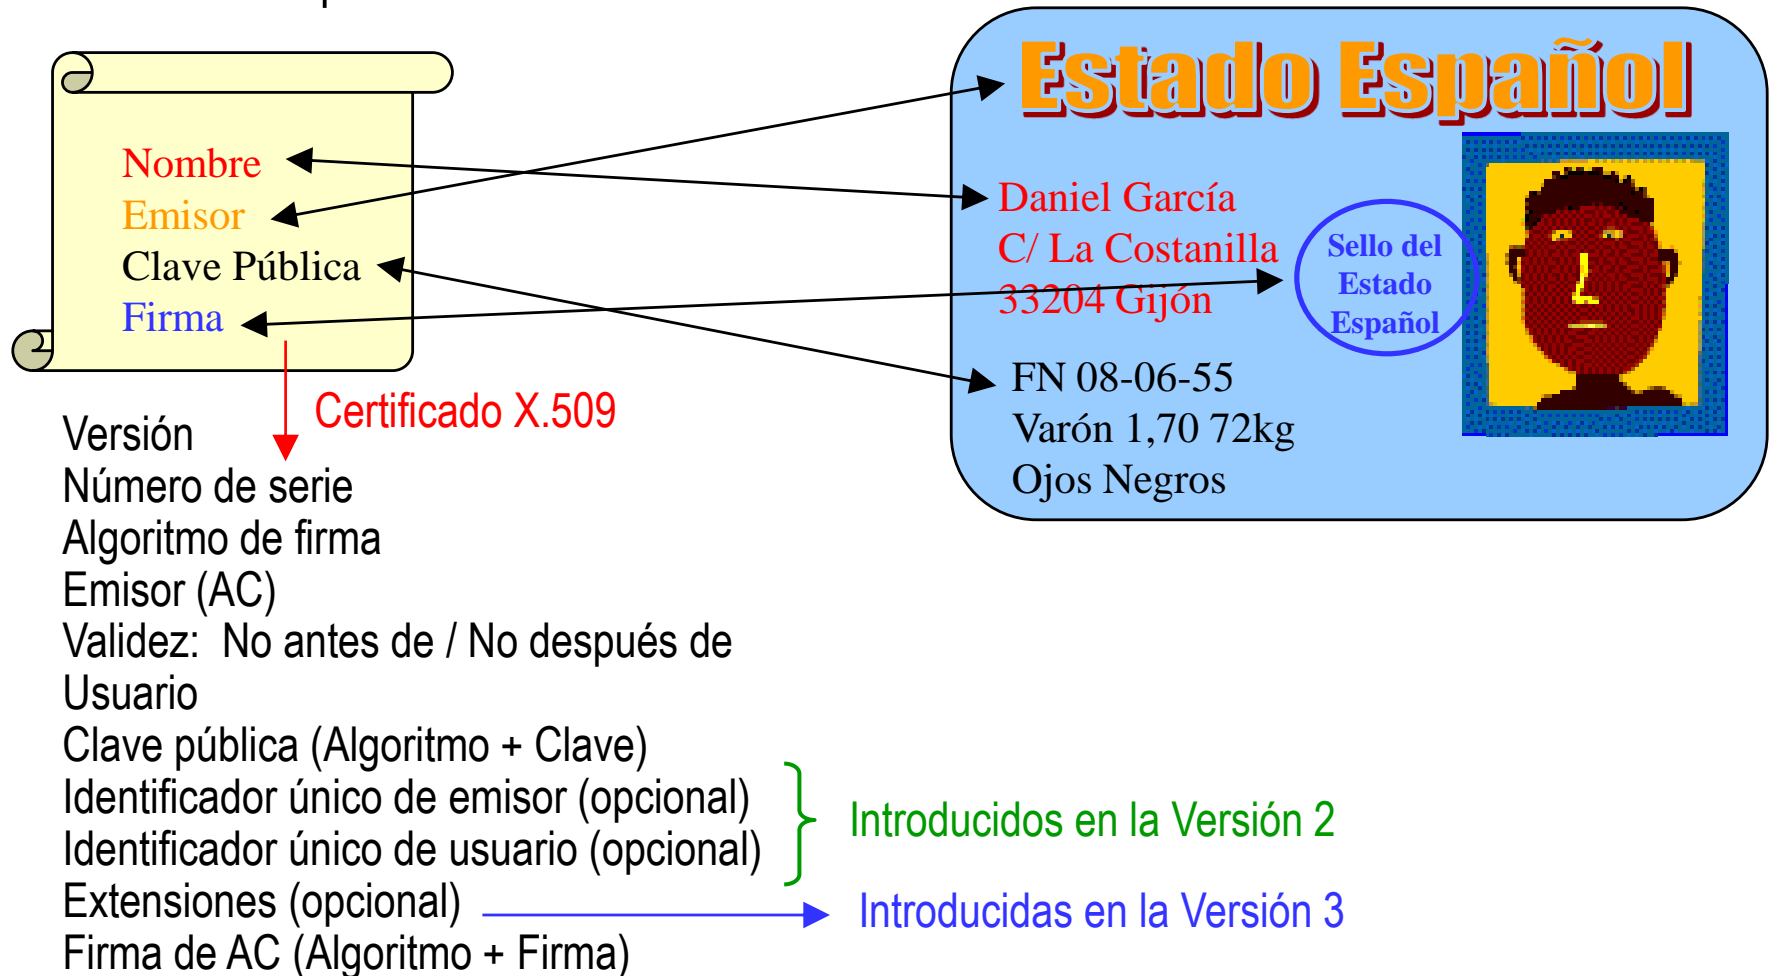 Nombre
Emisor
Clave Pública
Firma
Estado Español
Daniel García
C/ La Costanilla
33204 Gijón
Sello del
Estado
Español
FN 08-06-55
Varón 1,70 72kg
Ojos Negros
Certificado X.509
Versión
Número de serie
Algoritmo de firma
Emisor (AC)
Validez: No antes de / No después de
Usuario
Clave pública (Algoritmo + Clave)
Identificador único de emisor (opcional)
Identificador único de usuario (opcional)
Introducidos en la Versión 2
Extensiones (opcional)
Introducidas en la Versión 3
Firma de AC (Algoritmo + Firma)